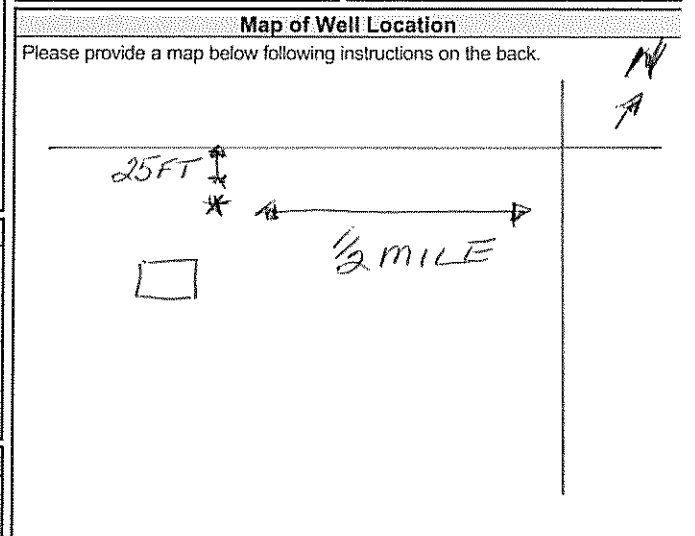 Map of Well Location
Please provide a map below following instructions on the back.
N
25FT
1/2 MILE